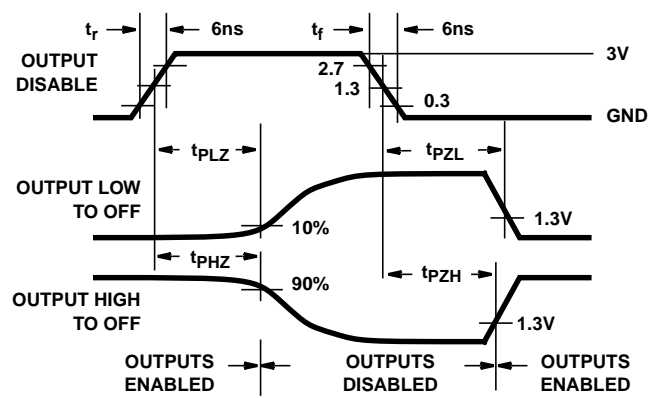 tr 6ns tf 6ns
OUTPUT
DISABLE
3V
2.7
1.3
0.3
GND
tPLZ tPZL
OUTPUT LOW
TO OFF
10%
1.3V
tPHZ tPZH
OUTPUT HIGH
TO OFF
90%
1.3V
OUTPUTS
ENABLED
OUTPUTS
DISABLED
OUTPUTS
ENABLED